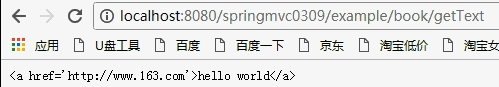 localhost:8080/springmvc0309/example/book/getText
应用 U盘工具 百度 百度一下 京东 淘宝低价 淘宝女
<a href='http://www.163.com'>hello world</a>